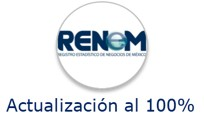 RENeM
REGISTRO ESTADÍSTICO DE NEGOCIOS DE MÉXICO
Actualización al 100%